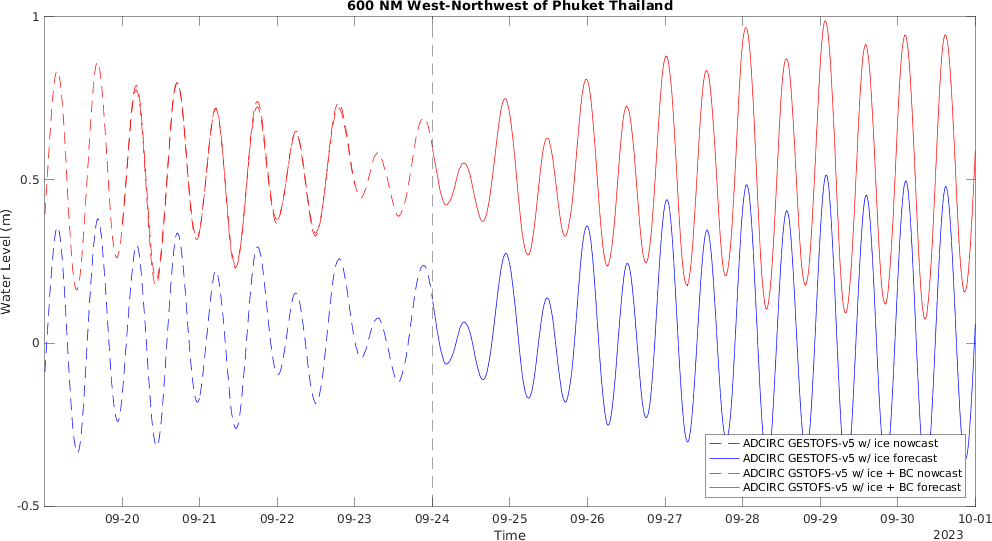 600 NM West-Northwest of Phuket Thailand
1
0.5
0
-0.5
Water Level (m)
ADCIRC GESTOFS-v5 w/ ice nowcast
ADCIRC GESTOFS-v5 w/ ice forecast
ADCIRC GSTOFS-v5 w/ ice + BC nowcast
ADCIRC GSTOFS-v5 w/ ice + BC forecast
09-20 09-21 09-22 09-23 09-24 09-25 09-26 09-27 09-28 09-29 09-30 10-01
Time
2023